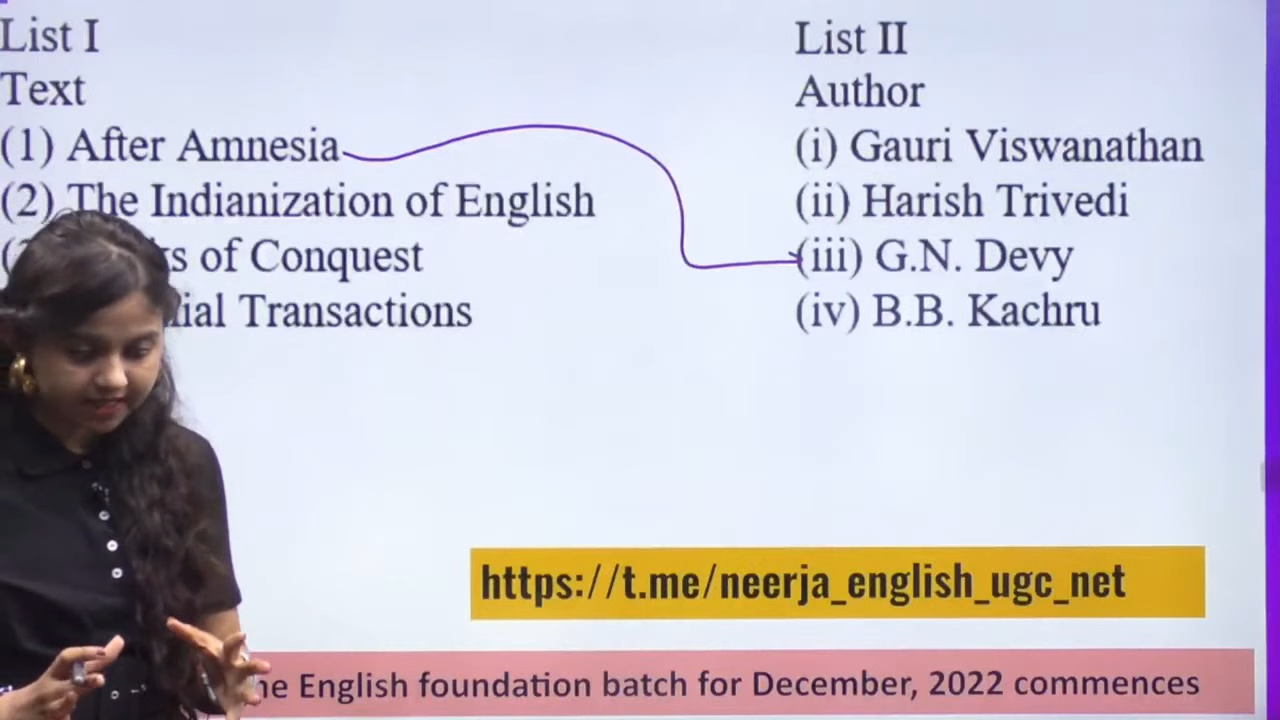 List I
Text
(1) After Amnesia
(2) The Indianization of English
of Conquest
Transactions
List II
Author
(i) Gauri Viswanathan
(ii) Harish Trivedi
(iii) G.N. Devy
(iv) B.B. Kachru
https://t.me/neerja_english_ugc_net
English foundation batch for December, 2022 commences